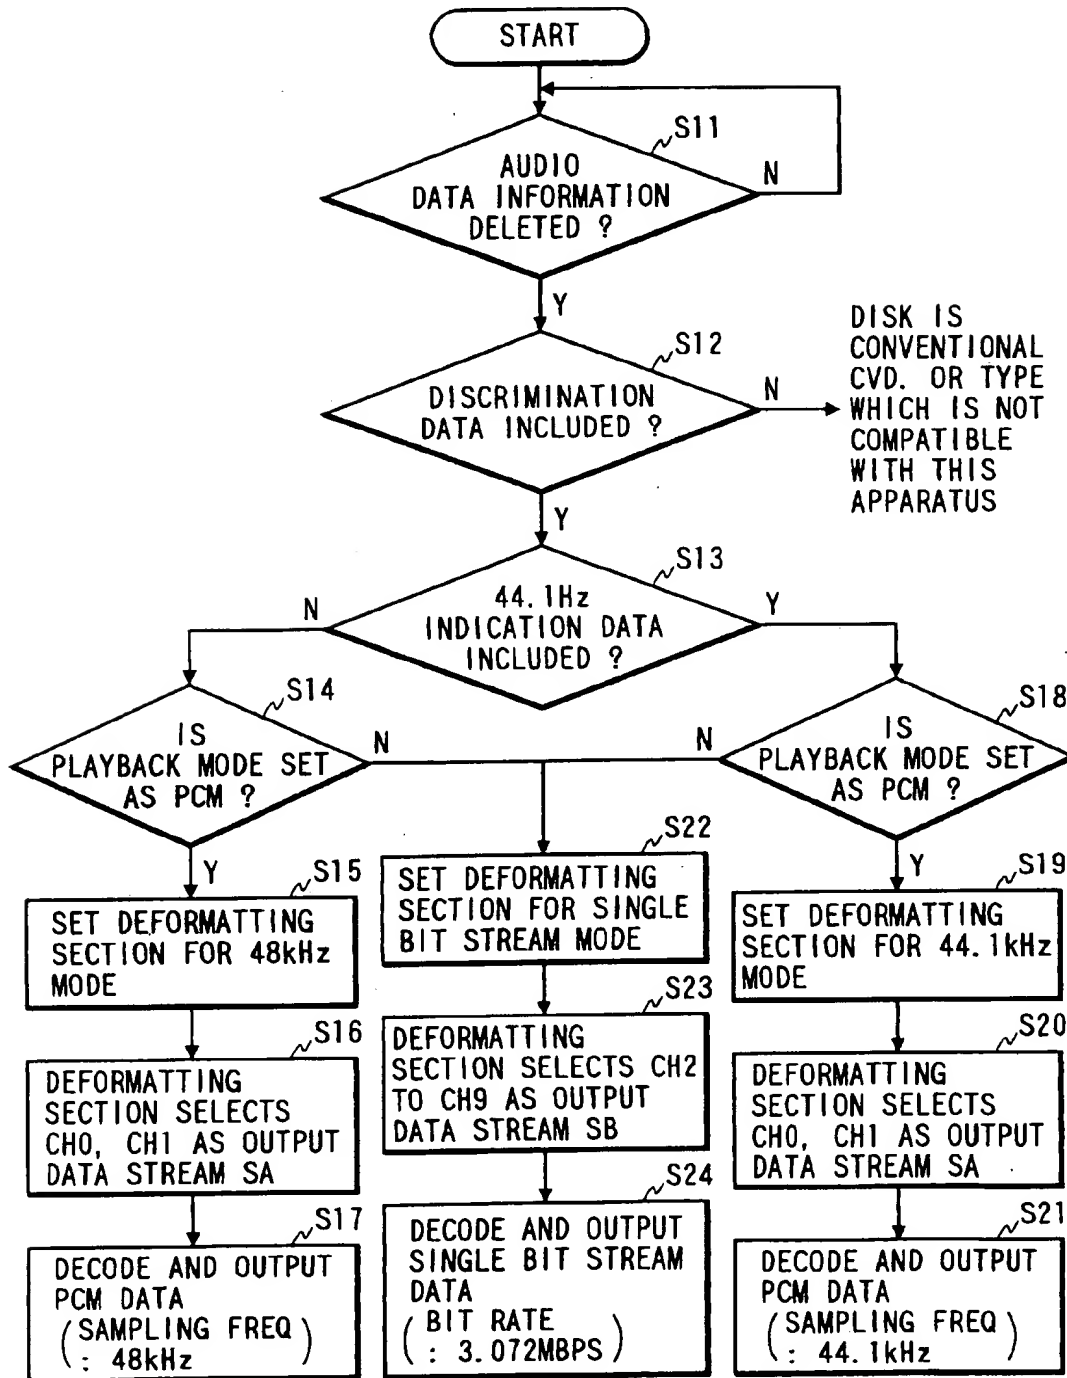 START
S11
AUDIO
DATA INFORMATION
DELETED ?
N
Y
S12
DISCRIMINATION
DATA INCLUDED ?
N
DISK IS
CONVENTIONAL
CVD. OR TYPE
WHICH IS NOT
COMPATIBLE
WITH THIS
APPARATUS
Y
S13
44.1Hz
INDICATION DATA
INCLUDED ?
N
Y
S14
IS
PLAYBACK MODE SET
AS PCM ?
N
Y
S18
IS
PLAYBACK MODE SET
AS PCM ?
N
Y
S15
SET DEFORMATTING
SECTION FOR 48kHz
MODE
S22
SET DEFORMATTING
SECTION FOR SINGLE
BIT STREAM MODE
S19
SET DEFORMATTING
SECTION FOR 44.1kHz
MODE
S16
DEFORMATTING
SECTION SELECTS
CH0, CH1 AS OUTPUT
DATA STREAM SA
S23
DEFORMATTING
SECTION SELECTS CH2
TO CH9 AS OUTPUT
DATA STREAM SB
S20
DEFORMATTING
SECTION SELECTS
CH0, CH1 AS OUTPUT
DATA STREAM SA
S17
DECODE AND OUTPUT
PCM DATA
(SAMPLING FREQ
: 48kHz)
S24
DECODE AND OUTPUT
SINGLE BIT STREAM
DATA
(BIT RATE
: 3.072MBPS)
S21
DECODE AND OUTPUT
PCM DATA
(SAMPLING FREQ
: 44.1kHz)